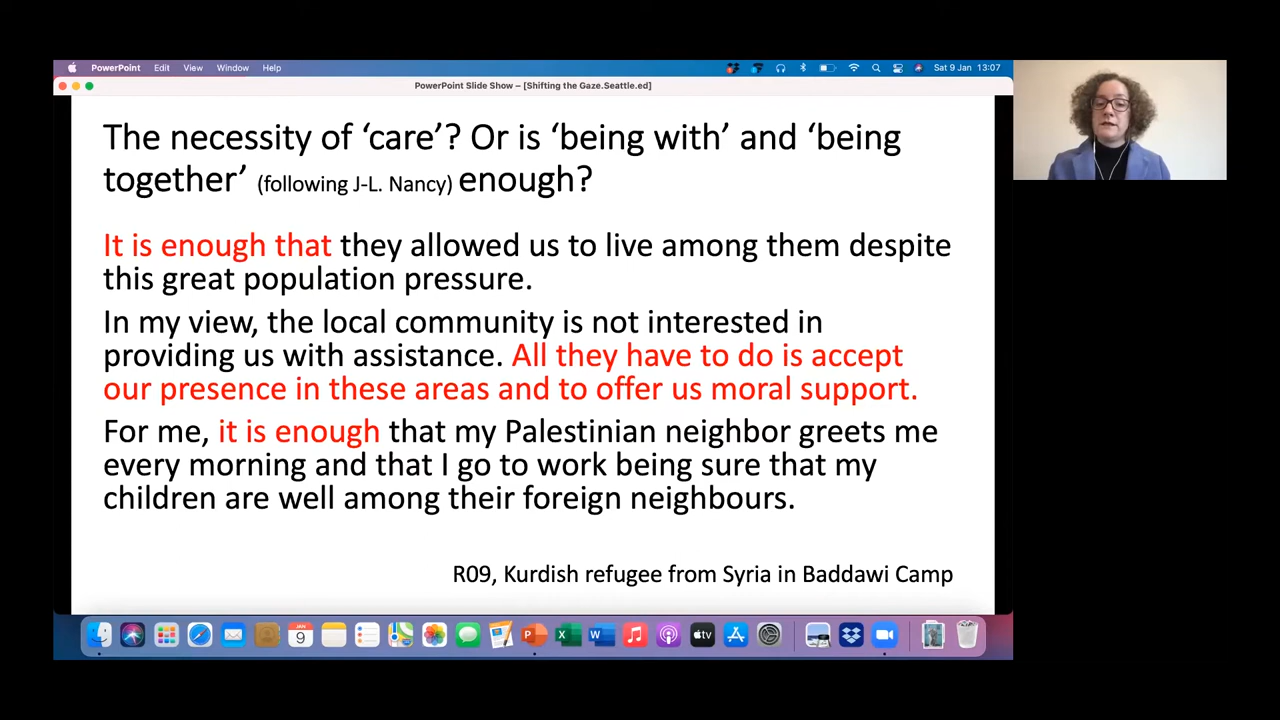 PowerPoint Edit View Window Help Sat 9 Jan 13:07
PowerPoint Slide Show – [Shifting the Gaze.Seattle.ed]
The necessity of ‘care’? Or is ‘being with’ and ‘being
together’ (following J-L. Nancy) enough?
It is enough that they allowed us to live among them despite
this great population pressure.
In my view, the local community is not interested in
providing us with assistance. All they have to do is accept
our presence in these areas and to offer us moral support.
For me, it is enough that my Palestinian neighbor greets me
every morning and that I go to work being sure that my
children are well among their foreign neighbours.
R09, Kurdish refugee from Syria in Baddawi Camp
JAN
9
P
X
W
tv